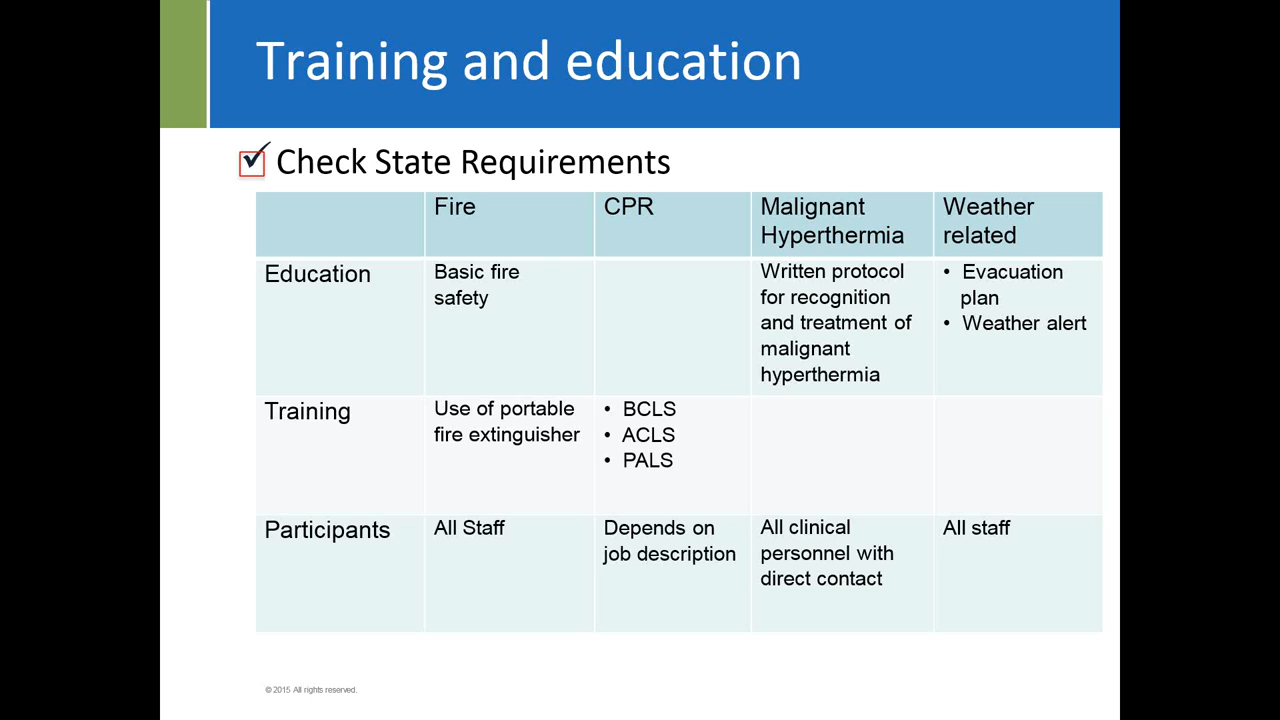 Training and education
Check State Requirements
Fire
CPR
Malignant
Hyperthermia
Weather
related
Education
Basic fire
safety
Written protocol
for recognition
and treatment of
malignant
hyperthermia
• Evacuation
plan
• Weather alert
Training
Use of portable
fire extinguisher
• BCLS
• ACLS
• PALS
Participants
All Staff
Depends on
job description
All clinical
personnel with
direct contact
All staff
© 2015 All rights reserved.